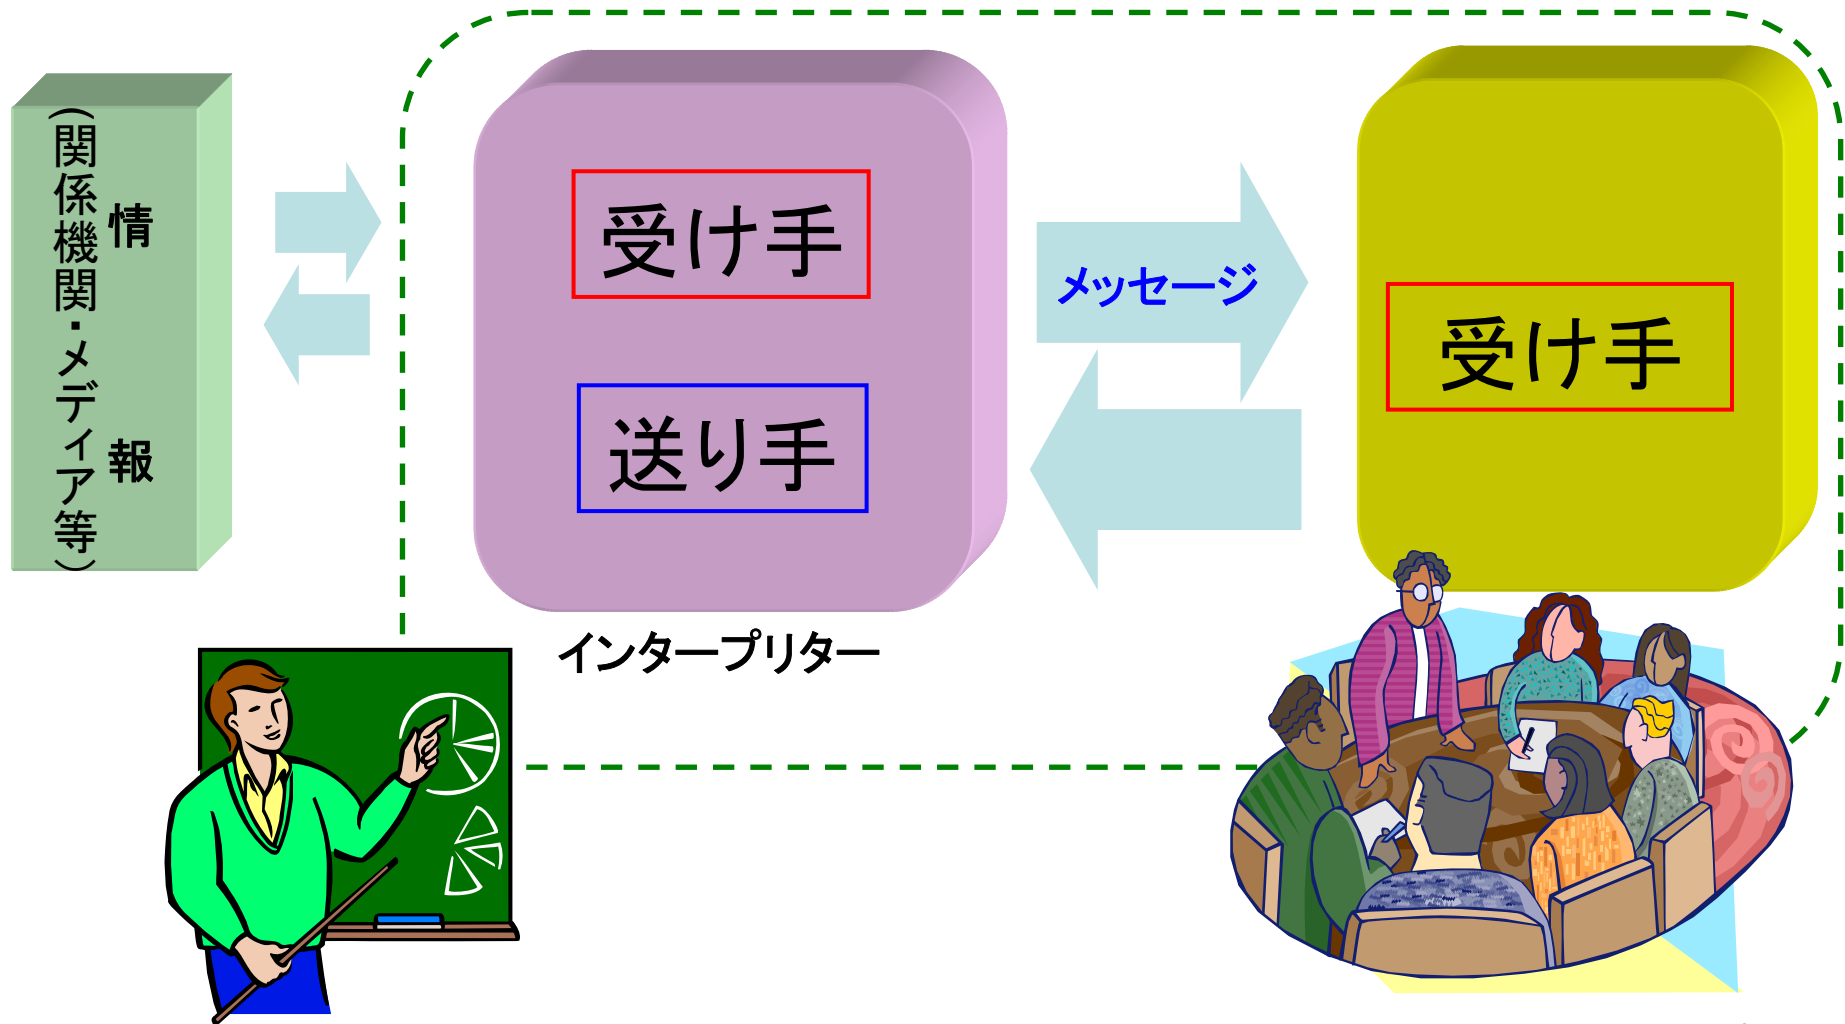 情報
(関係機関・メディア等)
受け手
送り手
インタープリター
メッセージ
受け手